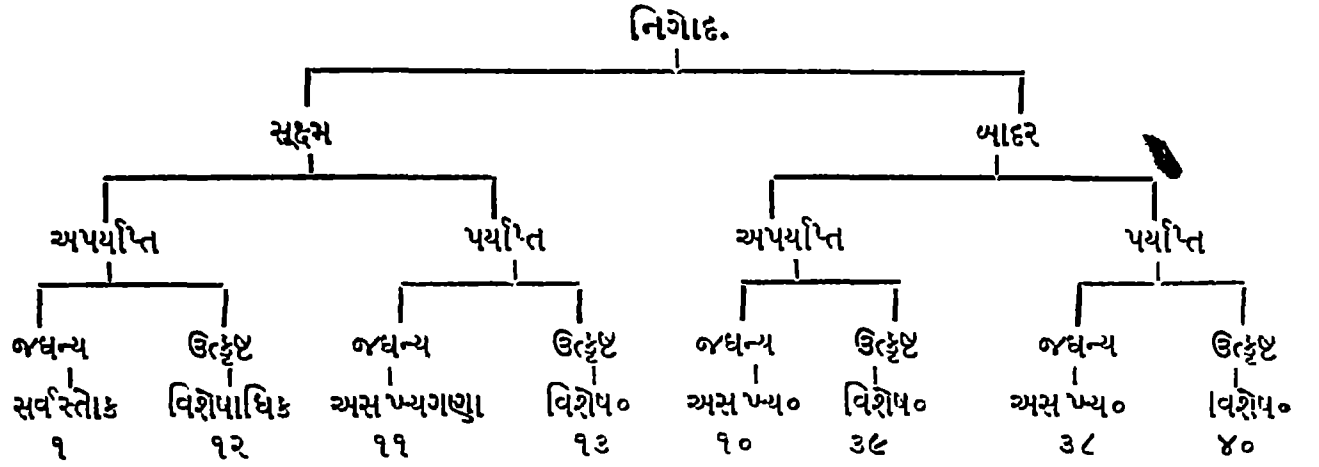 નિગોદ.
સૂક્ષ્મ બાદર
અપર્યાપ્ત પર્યાપ્ત અપર્યાપ્ત પર્યાપ્ત
જઘન્ય ઉત્કૃષ્ટ જઘન્ય ઉત્કૃષ્ટ જઘન્ય ઉત્કૃષ્ટ જઘન્ય ઉત્કૃષ્ટ
સર્વસ્તોક વિશેષાધિક અસ ખ્યગણા વિશેષ૦ અસ ખ્ય૦ વિશેષ૦ અસ ખ્ય૦ વિશેષ૦
૧ ૧૨ ૧૧ ૧૩ ૧૦ ૩૯ ૩૮ ૪૦